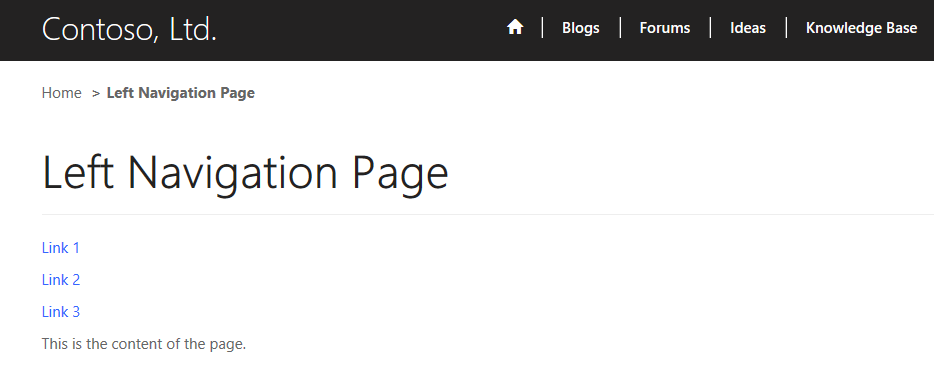 Contoso, Ltd.
Blogs | Forums | Ideas | Knowledge Base
Home > Left Navigation Page
Left Navigation Page
Link 1
Link 2
Link 3
This is the content of the page.